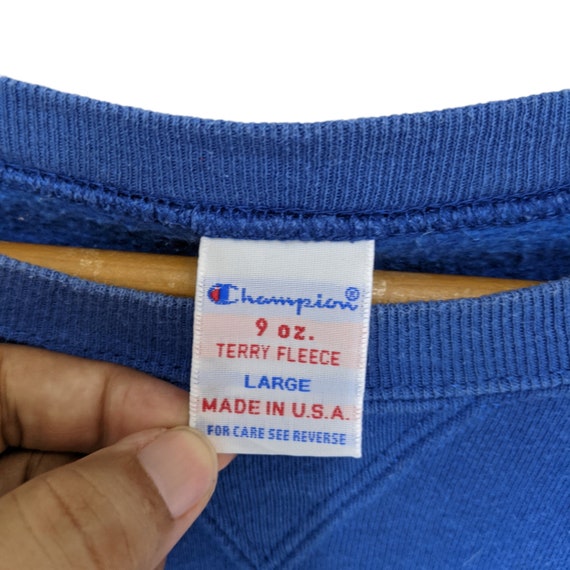 Champion®
9 oz.
TERRY FLEECE
LARGE
MADE IN U.S.A.
FOR CARE SEE REVERSE